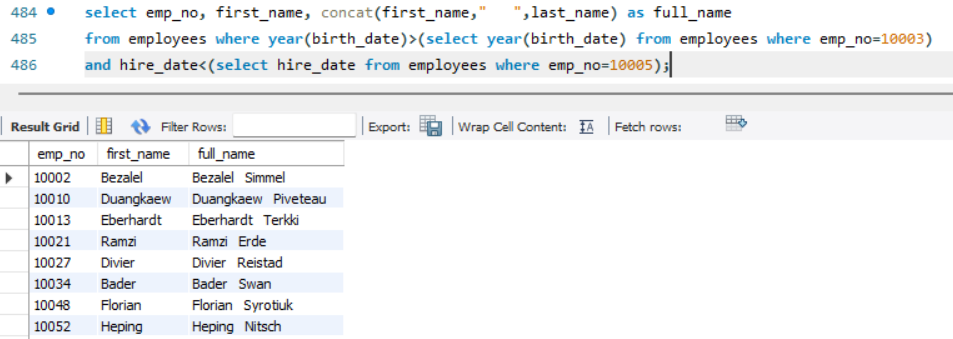 484 select emp_no, first_name, concat(first_name,"   ",last_name) as full_name
485 from employees where year(birth_date)>(select year(birth_date) from employees where emp_no=10003)
486 and hire_date<(select hire_date from employees where emp_no=10005);
Result Grid Filter Rows: Export: Wrap Cell Content: IA Fetch rows:
emp_no first_name full_name
10002 Bezalel Bezalel   Simmel
10010 Duangkaew Duangkaew   Piveteau
10013 Eberhardt Eberhardt   Terkki
10021 Ramzi Ramzi   Erde
10027 Divier Divier   Reistad
10034 Bader Bader   Swan
10048 Florian Florian   Syrotiuk
10052 Heping Heping   Nitsch